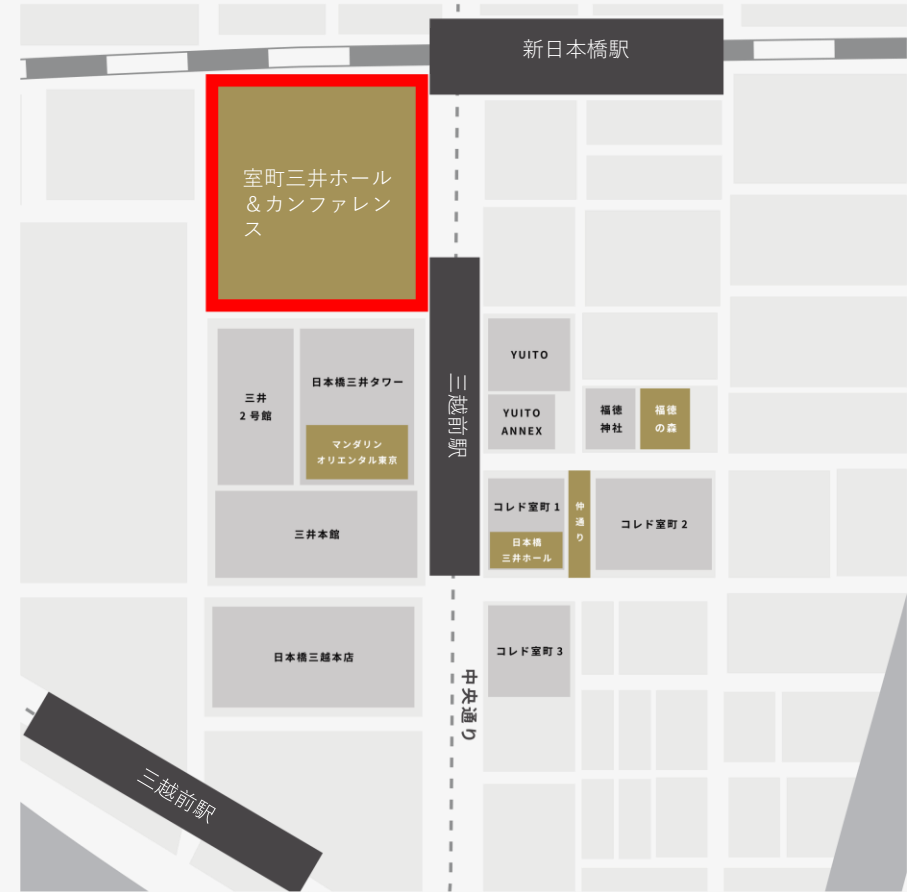 新日本橋駅
室町三井ホール
＆カンファレン
ス
三越前駅
YUITO
三井
2号館
日本橋三井タワー
マンダリン
オリエンタル東京
YUITO
ANNEX
福徳
神社
福徳
の森
三井本館
コレド室町 1
日本橋
三井ホール
仲通り
コレド室町 2
日本橋三越本店
コレド室町 3
中央通り
三越前駅